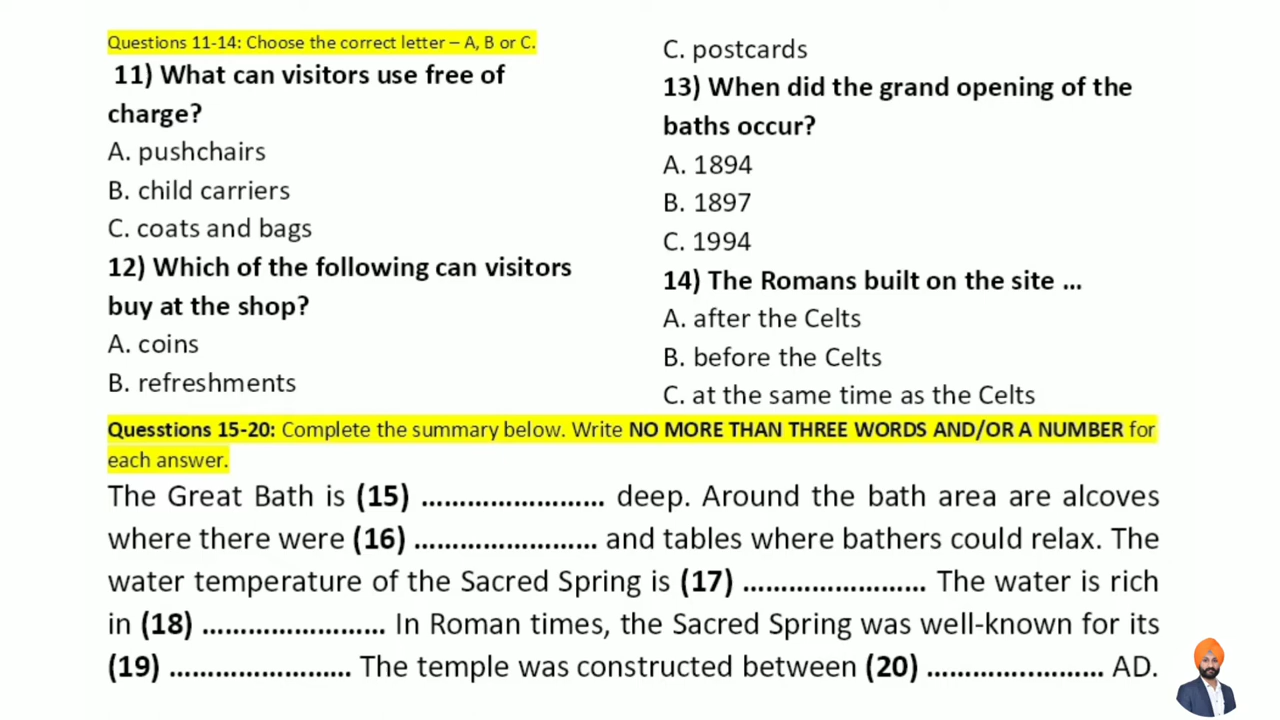 Questions 11-14: Choose the correct letter – A, B or C.
11) What can visitors use free of
charge?
A. pushchairs
B. child carriers
C. coats and bags
12) Which of the following can visitors
buy at the shop?
A. coins
B. refreshments
C. postcards
13) When did the grand opening of the
baths occur?
A. 1894
B. 1897
C. 1994
14) The Romans built on the site ...
A. after the Celts
B. before the Celts
C. at the same time as the Celts
Quesstions 15-20: Complete the summary below. Write NO MORE THAN THREE WORDS AND/OR A NUMBER for
each answer.
The Great Bath is (15) ........................ deep. Around the bath area are alcoves
where there were (16) ........................ and tables where bathers could relax. The
water temperature of the Sacred Spring is (17) ........................ The water is rich
in (18) ........................ In Roman times, the Sacred Spring was well-known for its
(19) ........................ The temple was constructed between (20) ........................ AD.